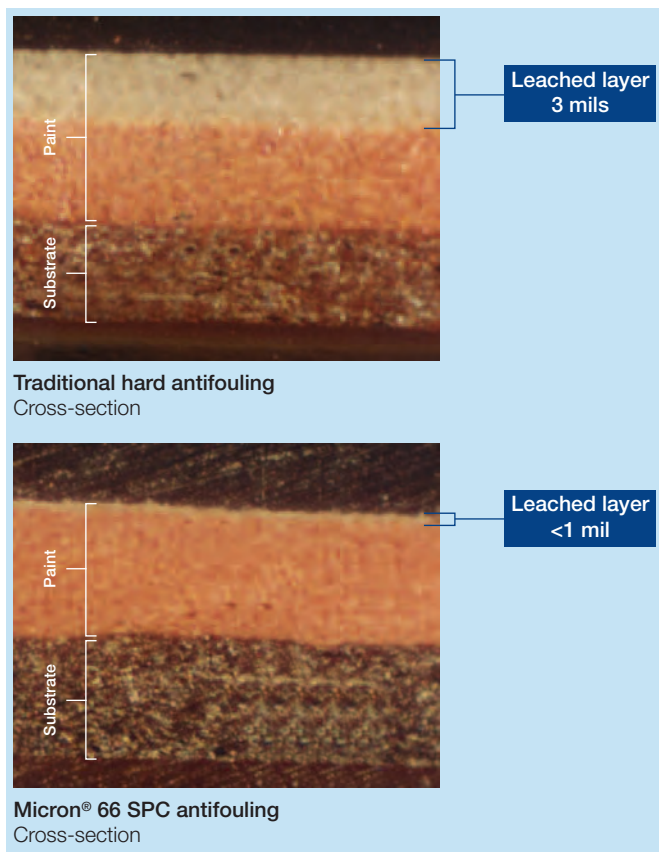 Paint
Leached layer
3 mils
Substrate
Traditional hard antifouling
Cross-section
Paint
Leached layer
<1 mil
Substrate
Micron® 66 SPC antifouling
Cross-section